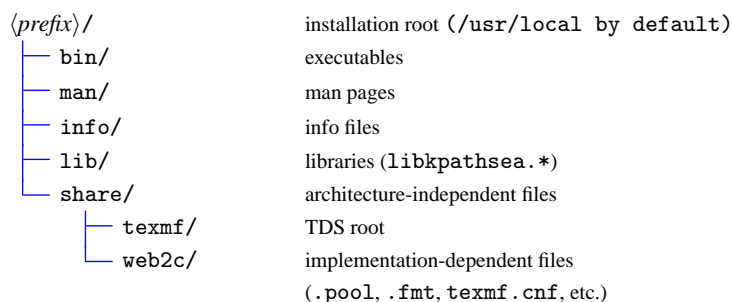 ⟨prefix⟩/ installation root (/usr/local by default)
bin/ executables
man/ man pages
info/ info files
lib/ libraries (libkpathsea.*)
share/ architecture-independent files
texmf/ TDS root
web2c/ implementation-dependent files
(.pool, .fmt, texmf.cnf, etc.)